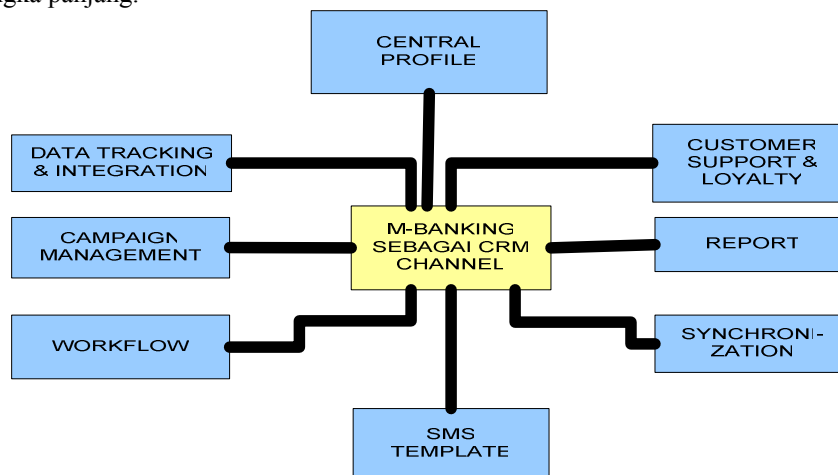 panjang.
CENTRAL
PROFILE
DATA TRACKING
& INTEGRATION
CUSTOMER
SUPPORT &
LOYALTY
M-BANKING
SEBAGAI CRM
CHANNEL
CAMPAIGN
MANAGEMENT
REPORT
WORKFLOW
SYNCHRONI-
ZATION
SMS
TEMPLATE